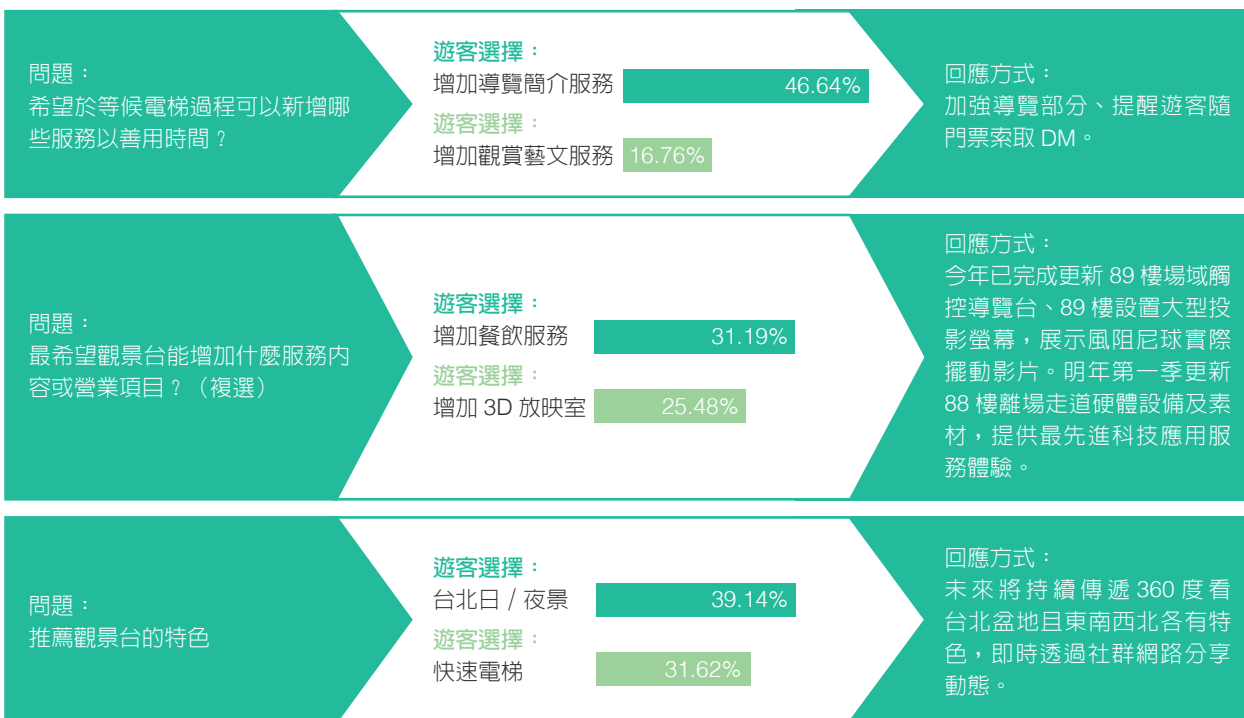 問題：
希望於等候電梯過程可以新增哪
些服務以善用時間？
遊客選擇：
增加導覽簡介服務 46.64%
遊客選擇：
增加觀賞藝文服務 16.76%
回應方式：
加強導覽部分、提醒遊客隨
門票索取 DM。
問題：
最希望觀景台能增加什麼服務內
容或營業項目？（複選）
遊客選擇：
增加餐飲服務 31.19%
遊客選擇：
增加 3D 放映室 25.48%
回應方式：
今年已完成更新 89 樓場域觸
控導覽台、89 樓設置大型投
影螢幕，展示風阻尼球實際
擺動影片。明年第一季更新
88 樓離場走道硬體設備及素
材，提供最先進科技應用服
務體驗。
問題：
推薦觀景台的特色
遊客選擇：
台北日 / 夜景 39.14%
遊客選擇：
快速電梯 31.62%
回應方式：
未來將持續傳遞 360 度看
台北盆地且東南西北各有特
色，即時透過社群網路分享
動態。